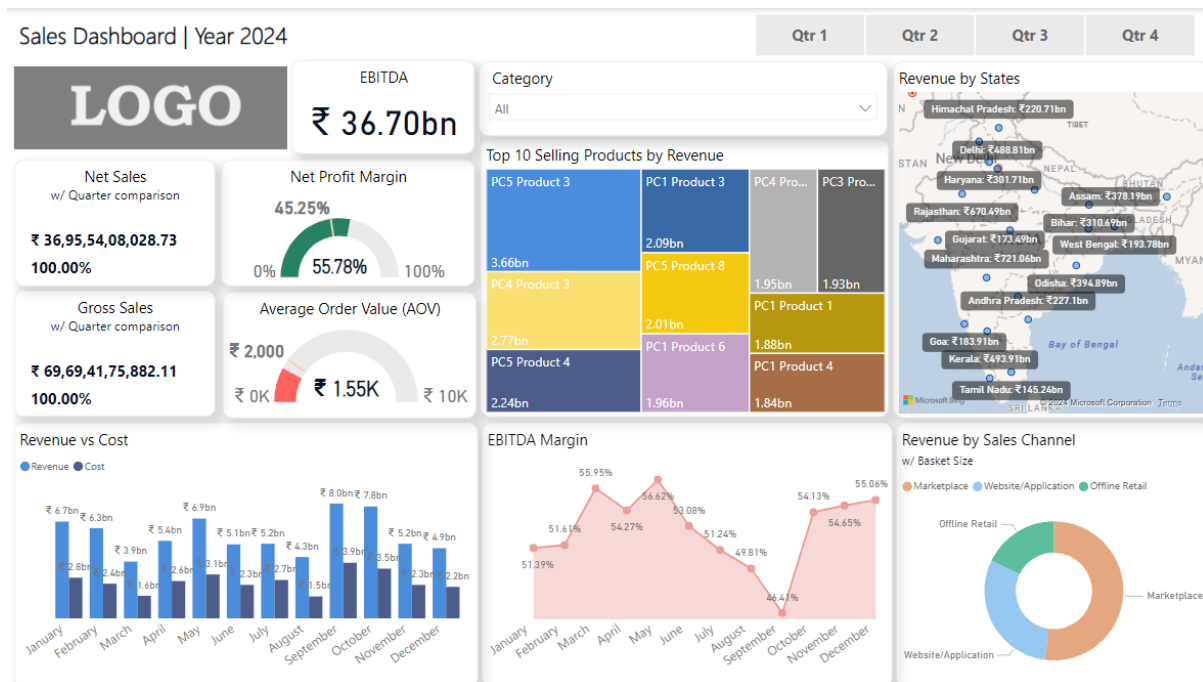 Sales Dashboard | Year 2024
Qtr 1
Qtr 2
Qtr 3
Qtr 4
LOGO
EBITDA
₹ 36.70bn
Category
All
Revenue by States
Himachal Pradesh: ₹220.71bn
TIBET
Delhi: ₹488.81bn
STAN
New Delhi
NEPAL
Haryana: ₹301.71bn
BHUTAN
Assam: ₹378.19bn
Rajasthan: ₹670.49bn
Bihar: ₹310.69bn
LADESH
Gujarat: ₹173.49bn
West Bengal: ₹193.78bn
Maharashtra: ₹721.06bn
MYAN
Odisha: ₹394.89bn
Andhra Pradesh: ₹227.1bn
Goa: ₹183.91bn
Bay of Bengal
Kerala: ₹493.91bn
Andar
Se
Tamil Nadu: ₹145.24bn
Microsoft Bing
© 2024 Microsoft Corporation Terms
SRI LANKA
Net Sales
w/ Quarter comparison
₹ 36,95,54,08,028.73
100.00%
Net Profit Margin
45.25%
0%
55.78%
100%
Gross Sales
w/ Quarter comparison
₹ 69,69,41,75,882.11
100.00%
Average Order Value (AOV)
₹ 2,000
₹ 0K
₹ 1.55K
₹ 10K
Top 10 Selling Products by Revenue
PC5 Product 3
3.66bn
PC4 Product 3
2.77bn
PC5 Product 4
2.24bn
PC1 Product 3
2.09bn
PC5 Product 8
2.01bn
PC1 Product 6
1.96bn
PC4 Pro...
1.95bn
PC3 Pro...
1.93bn
PC1 Product 1
1.88bn
PC1 Product 4
1.84bn
Revenue vs Cost
Revenue
Cost
₹ 6.7bn
₹ 2.8bn
₹ 6.3bn
₹ 2.4bn
₹ 3.9bn
₹ 1.6bn
₹ 5.4bn
₹ 2.6bn
₹ 6.9bn
₹ 3.1bn
₹ 5.1bn
₹ 2.3bn
₹ 5.2bn
₹ 2.7bn
₹ 4.3bn
₹ 1.5bn
₹ 8.0bn
₹ 3.9bn
₹ 7.8bn
₹ 3.5bn
₹ 5.2bn
₹ 2.3bn
₹ 4.9bn
₹ 2.2bn
January
February
March
April
May
June
July
August
September
October
November
December
EBITDA Margin
51.39%
51.61%
55.95%
54.27%
56.62%
53.08%
51.24%
49.81%
46.41%
54.13%
54.65%
55.06%
January
February
March
April
May
June
July
August
September
October
November
December
Revenue by Sales Channel
w/ Basket Size
Marketplace
Website/Application
Offline Retail
Offline Retail
Marketplace
Website/Application